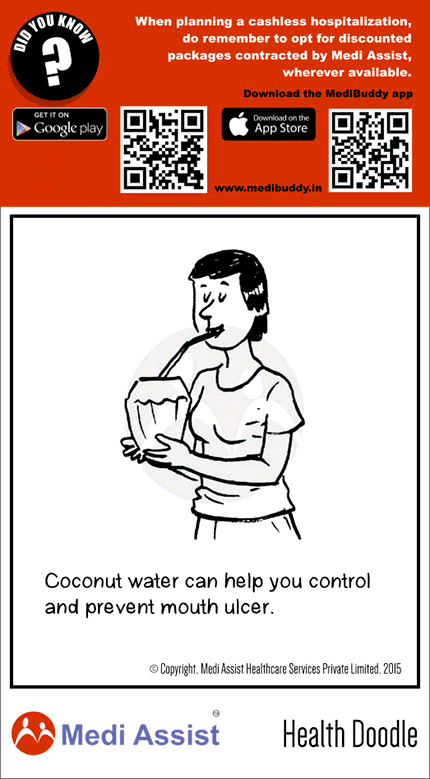 DID YOU KNOW
?
When planning a cashless hospitalization,
do remember to opt for discounted
packages contracted by Medi Assist,
wherever available.
Download the MediBuddy app
GET IT ON
Google play
Download on the
App Store
www.medibuddy.in
Coconut water can help you control
and prevent mouth ulcer.
© Copyright, Medi Assist Healthcare Services Private Limited, 2015
Medi Assist
Health Doodle